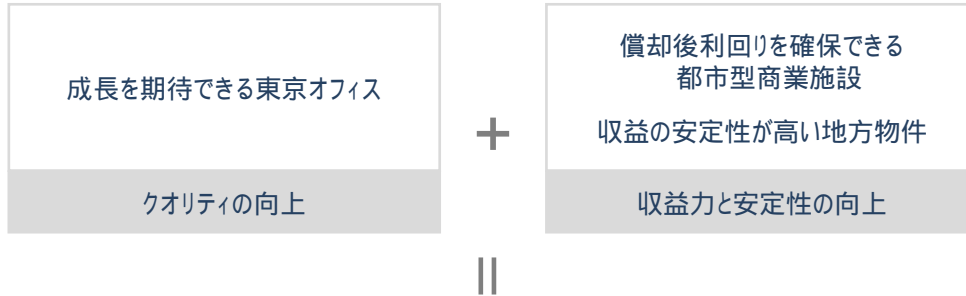 成長を期待できる東京オフィス
クオリティの向上
+
償却後利回りを確保できる
都市型商業施設
収益の安定性が高い地方物件
収益力と安定性の向上